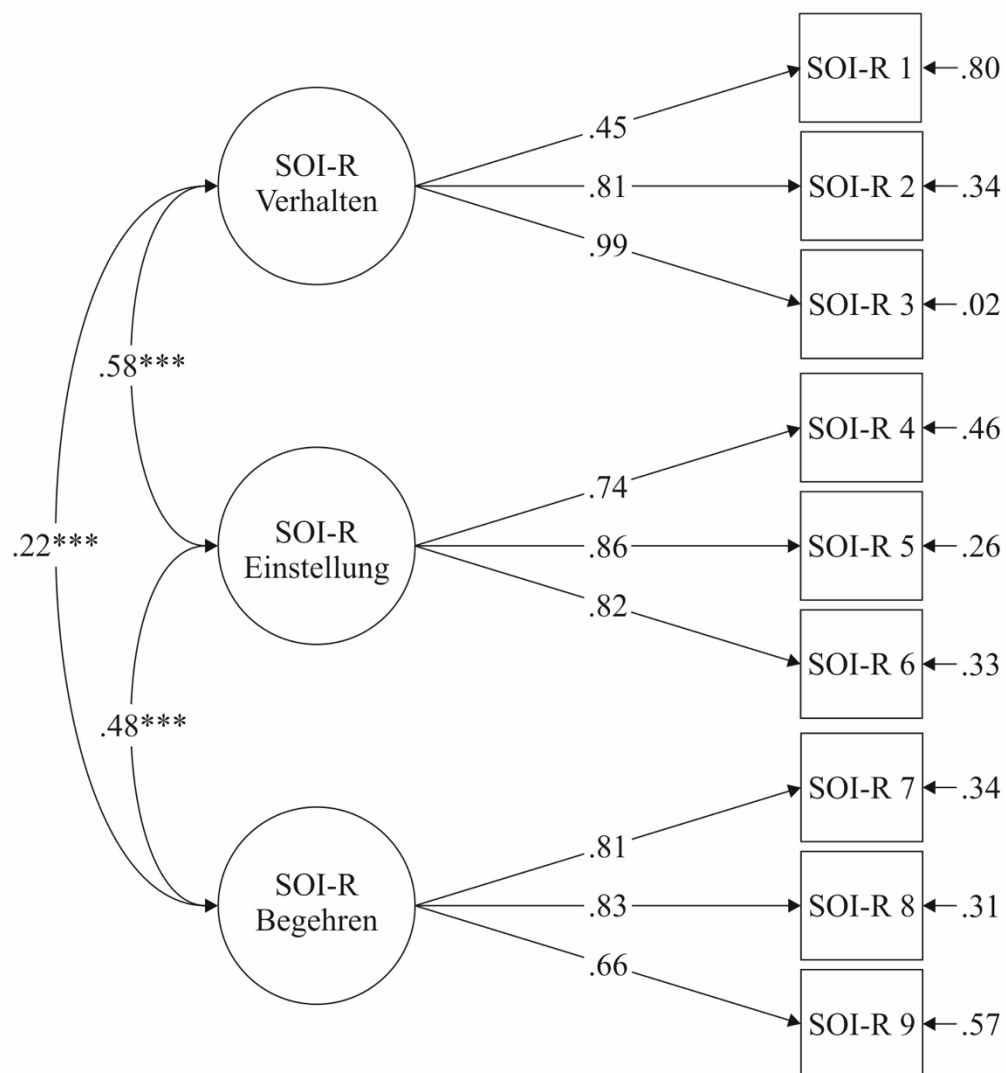 SOI-R 1
.80
.45
SOI-R
Verhalten
.81
SOI-R 2
.34
.99
SOI-R 3
.02
.58***
SOI-R 4
.46
.74
.22***
SOI-R
Einstellung
.86
SOI-R 5
.26
.82
SOI-R 6
.33
.48***
SOI-R 7
.34
.81
SOI-R
Begehren
.83
SOI-R 8
.31
.66
SOI-R 9
.57